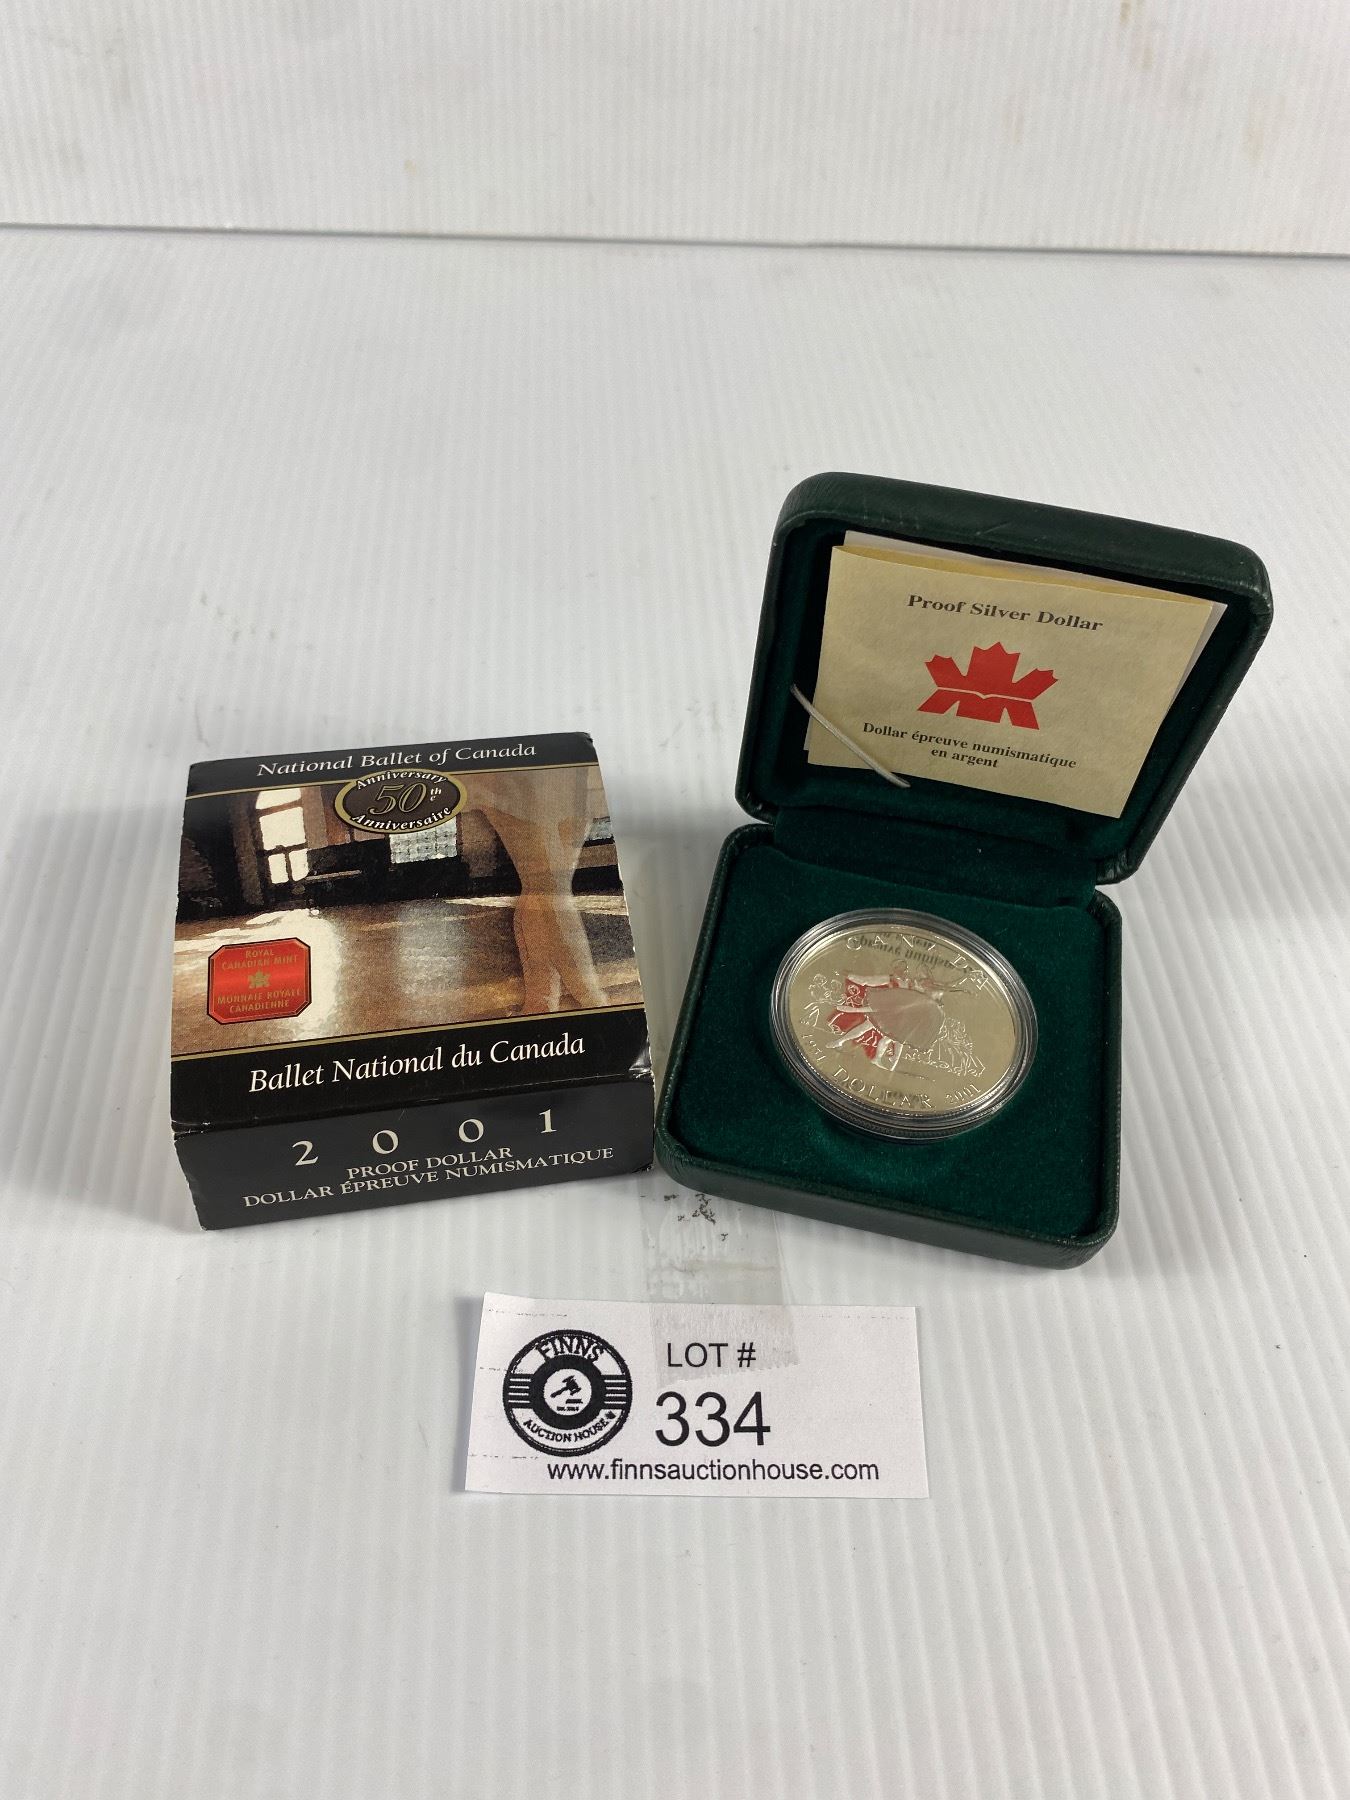 Proof Silver Dollar
Dollar épreuve numismatique
en argent
National Ballet of Canada
Anniversary
50th
e
Anniversaire
ROYAL
CANADIAN MINT
MONNAIE ROYALE
CANADIENNE
Ballet National du Canada
2001
PROOF DOLLAR
DOLLAR ÉPREUVE NUMISMATIQUE
CANADA
1951 DOLLAR 2001
FINNS
AUCTION HOUSE
LOT #
334
www.finnsauctionhouse.com